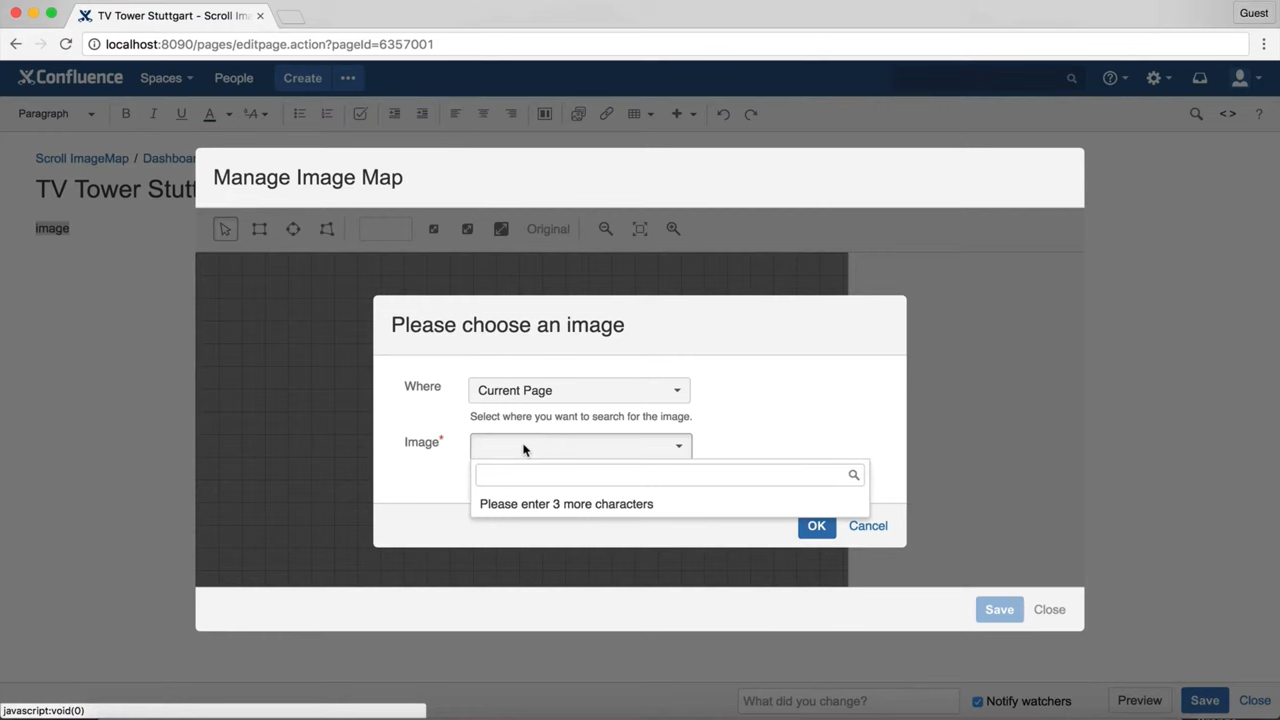 TV Tower Stuttgart - Scroll Ima
Guest
localhost:8090/pages/editpage.action?pageId=6357001
Confluence Spaces People Create
Paragraph B I U A
Scroll ImageMap / Dashboar
TV Tower Stutt
image
Manage Image Map
Original
Please choose an image
Where Current Page
Select where you want to search for the image.
Image*
Please enter 3 more characters
OK Cancel
Save Close
What did you change? Notify watchers Preview Save Close
javascript:void(0)